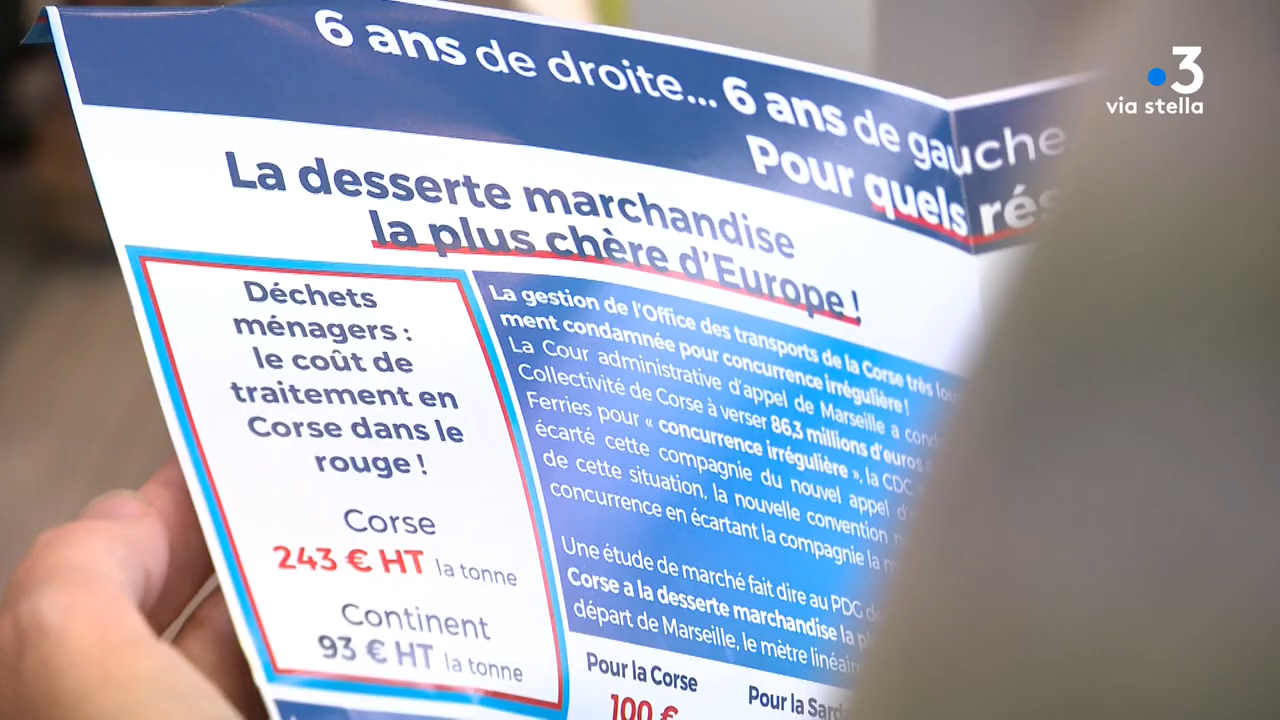 3
via stella
6 ans de droite... 6 ans de gauche
Pour quels
La desserte marchandise
la plus chère d'Europe !
Déchets
ménagers :
le coût de
traitement en
Corse dans le
rouge !
Corse
243 € HT la tonne
Continent
93 € HT la tonne
La gestion de l'Office des transports de la Corse très
ment condamnée pour concurrence irrégulière !
La Cour administrative d'appel de Marseille a
Collectivité de Corse à verser 86,3 millions d'euros
Ferries pour « concurrence irrégulière », la CDC
écarté cette compagnie du nouvel appel
de cette situation, la nouvelle convention
concurrence en écartant la compagnie la
Une étude de marché fait dire au PDG
Corse a la desserte marchandise la
départ de Marseille, le mètre
Pour la Corse
100 €
Pour la